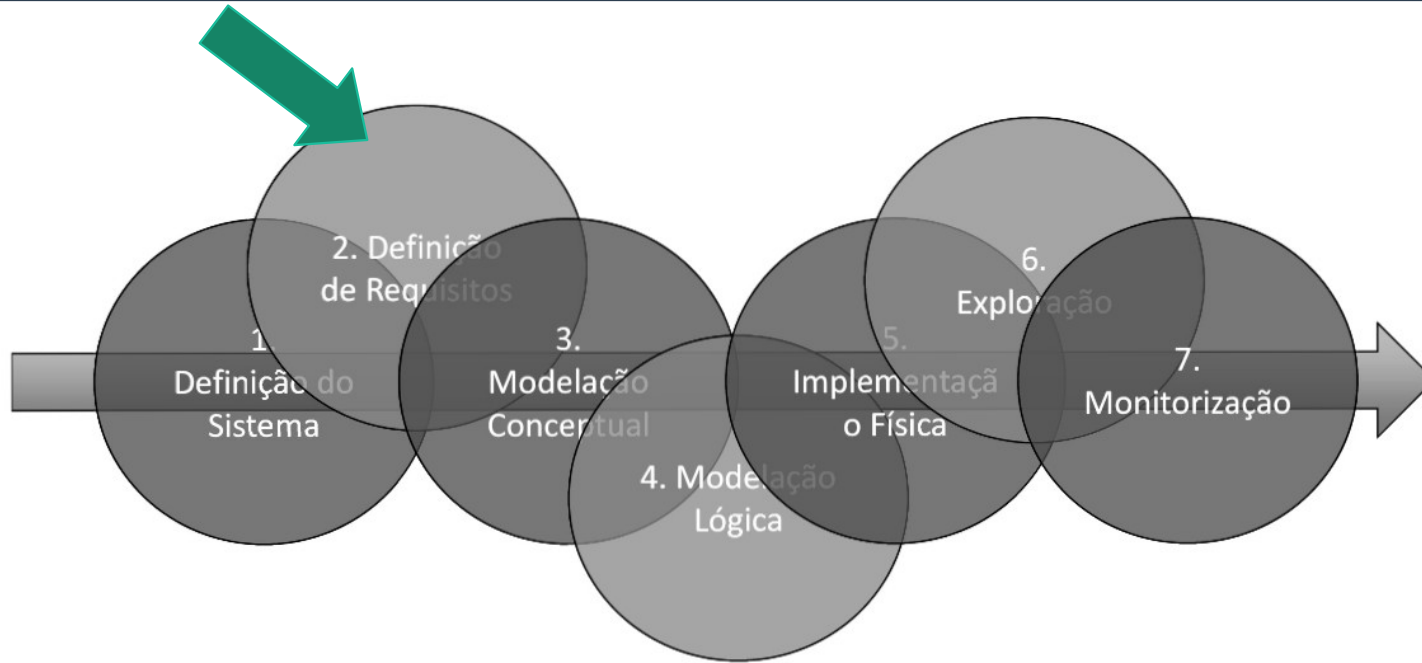 1.
Definição do
Sistema
2. Definição
de Requisitos
3.
Modelação
Conceptual
4. Modelação
Lógica
5.
Implementaçã
o Física
6.
Exploração
7.
Monitorização